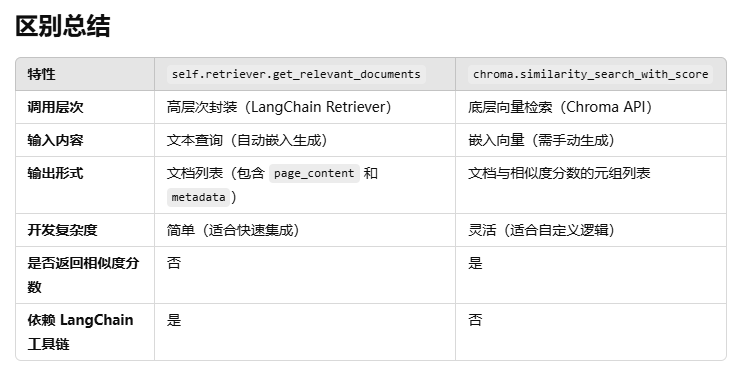 区别总结
特性 self.retriever.get_relevant_documents chroma.similarity_search_with_score
调用层次 高层次封装（LangChain Retriever） 底层向量检索（Chroma API）
输入内容 文本查询（自动嵌入生成） 嵌入向量（需手动生成）
输出形式 文档列表（包含 page_content 和 文档与相似度分数的元组列表
metadata）
开发复杂度 简单（适合快速集成） 灵活（适合自定义逻辑）
是否返回相似度分 否 是
数
依赖 LangChain 是 否
工具链